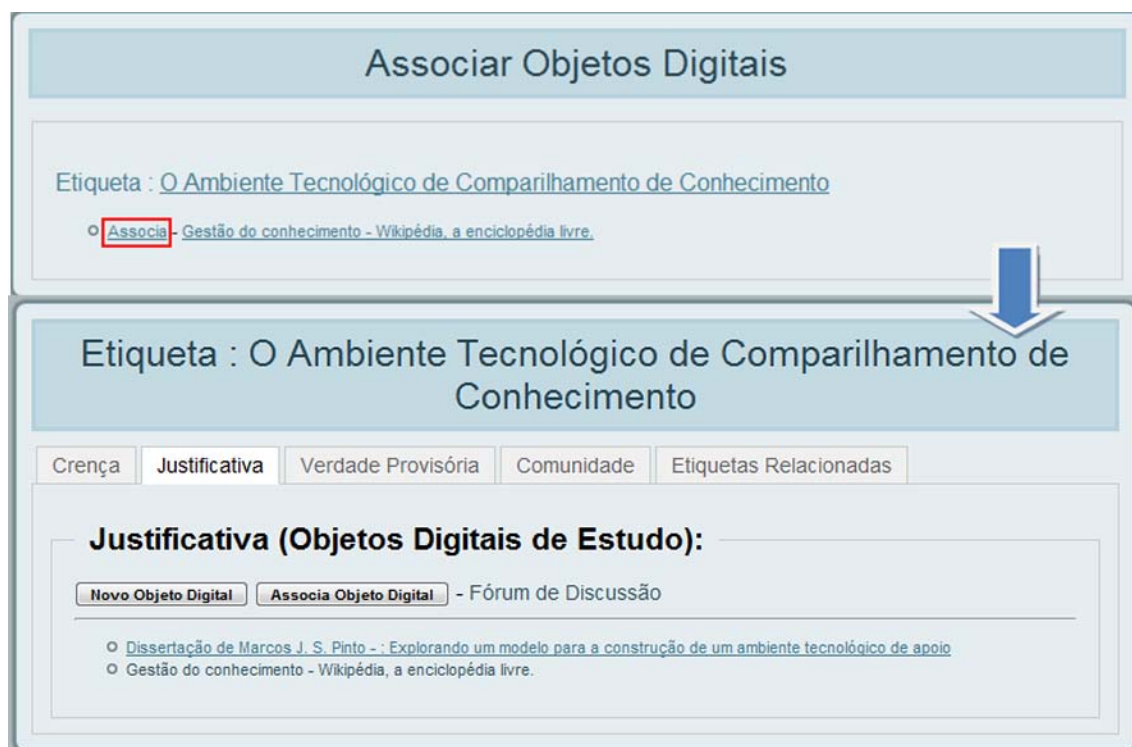 Associar Objetos Digitais
Etiqueta : O Ambiente Tecnológico de Comparilhamento de Conhecimento
Associa - Gestão do conhecimento - Wikipédia, a enciclopédia livre.
Etiqueta : O Ambiente Tecnológico de Comparilhamento de
Conhecimento
Crença Justificativa Verdade Provisória Comunidade Etiquetas Relacionadas
Justificativa (Objetos Digitais de Estudo):
Novo Objeto Digital Associa Objeto Digital - Fórum de Discussão
Dissertação de Marcos J. S. Pinto - : Explorando um modelo para a construção de um ambiente tecnológico de apoio
Gestão do conhecimento - Wikipédia, a enciclopédia livre.